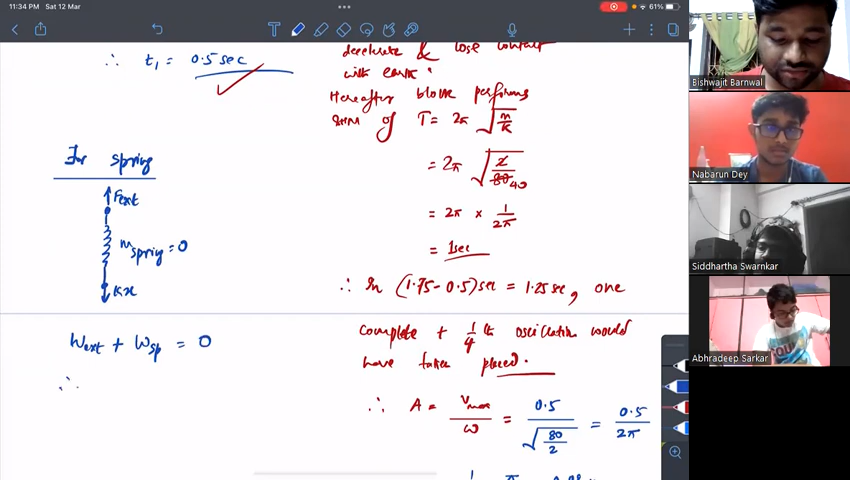 11:34 PM Sat 12 Mar
61%
∴ t₁ = 0.5 sec
decelerate & lose contact
with earth.
Hereafter block performs
SHM of T = 2π √(m/k)
= 2π √(2/80) 40
= 2π × 1/2π
= 1sec
∴ In (1.75 - 0.5) sec = 1.25 sec, one
complete + 1/4 th oscillation would
have taken placed.
∴ A = Vmax/ω = 0.5/√(80/2) = 0.5/2π
For spring
Fext
mspring = 0
Kx
Wext + Wsp = 0
∴
Bishwajit Barnwal
Nabarun Dey
Siddhartha Swarnkar
Abhradeep Sarkar